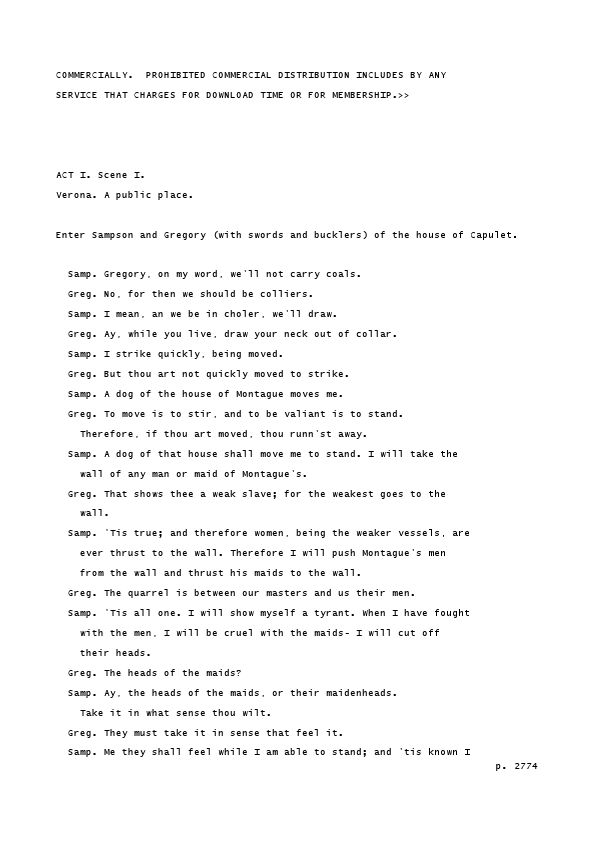 COMMERCIALLY.  PROHIBITED COMMERCIAL DISTRIBUTION INCLUDES BY ANY
SERVICE THAT CHARGES FOR DOWNLOAD TIME OR FOR MEMBERSHIP.>>
ACT I. Scene I.
Verona. A public place.
Enter Sampson and Gregory (with swords and bucklers) of the house of Capulet.
Samp. Gregory, on my word, we'll not carry coals.
Greg. No, for then we should be colliers.
Samp. I mean, an we be in choler, we'll draw.
Greg. Ay, while you live, draw your neck out of collar.
Samp. I strike quickly, being moved.
Greg. But thou art not quickly moved to strike.
Samp. A dog of the house of Montague moves me.
Greg. To move is to stir, and to be valiant is to stand.
Therefore, if thou art moved, thou runn'st away.
Samp. A dog of that house shall move me to stand. I will take the
wall of any man or maid of Montague's.
Greg. That shows thee a weak slave; for the weakest goes to the
wall.
Samp. 'Tis true; and therefore women, being the weaker vessels, are
ever thrust to the wall. Therefore I will push Montague's men
from the wall and thrust his maids to the wall.
Greg. The quarrel is between our masters and us their men.
Samp. 'Tis all one. I will show myself a tyrant. When I have fought
with the men, I will be cruel with the maids- I will cut off
their heads.
Greg. The heads of the maids?
Samp. Ay, the heads of the maids, or their maidenheads.
Take it in what sense thou wilt.
Greg. They must take it in sense that feel it.
Samp. Me they shall feel while I am able to stand; and 'tis known I
p. 2774